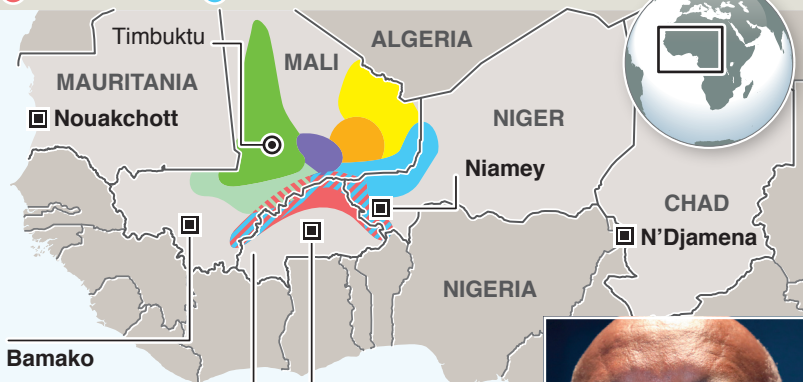 Timbuktu
ALGERIA
MALI
MAURITANIA
Nouakchott
NIGER
Niamey
CHAD
N'Djamena
NIGERIA
Bamako